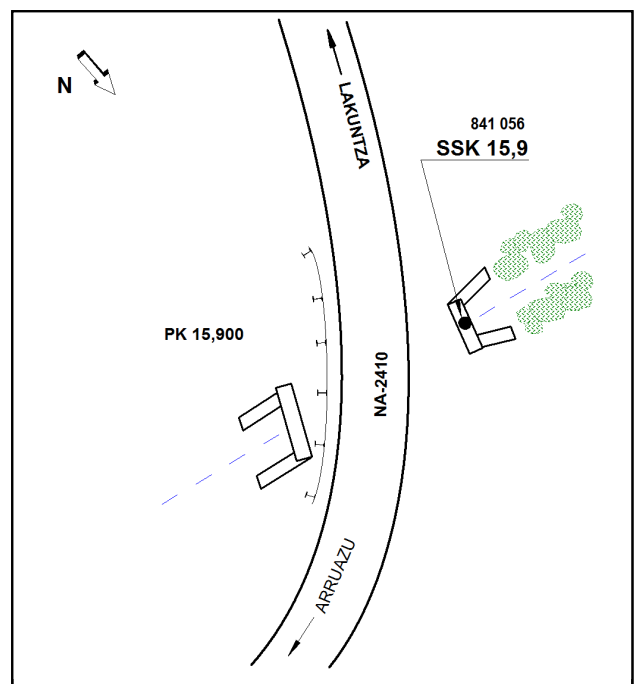 N
LAKUNTZA
841 056
SSK 15,9
PK 15,900
NA-2410
ARRUAZU